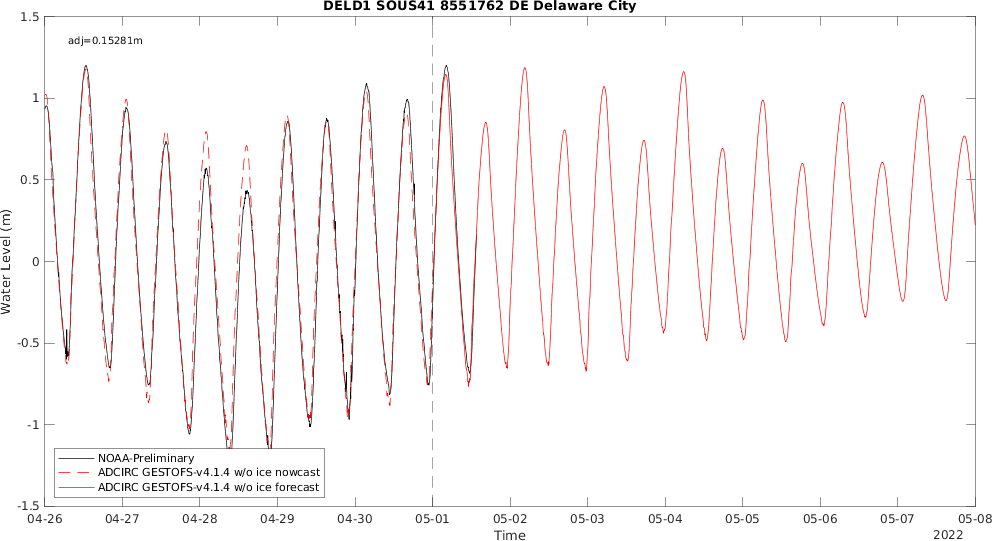 DELD1 SOUS41 8551762 DE Delaware City
adj=0.15281m
1.5
1
0.5
0
-0.5
-1
-1.5
Water Level (m)
NOAA-Preliminary
ADCIRC GESTOFS-v4.1.4 w/o ice nowcast
ADCIRC GESTOFS-v4.1.4 w/o ice forecast
04-26 04-27 04-28 04-29 04-30 05-01 05-02 05-03 05-04 05-05 05-06 05-07 05-08
Time
2022